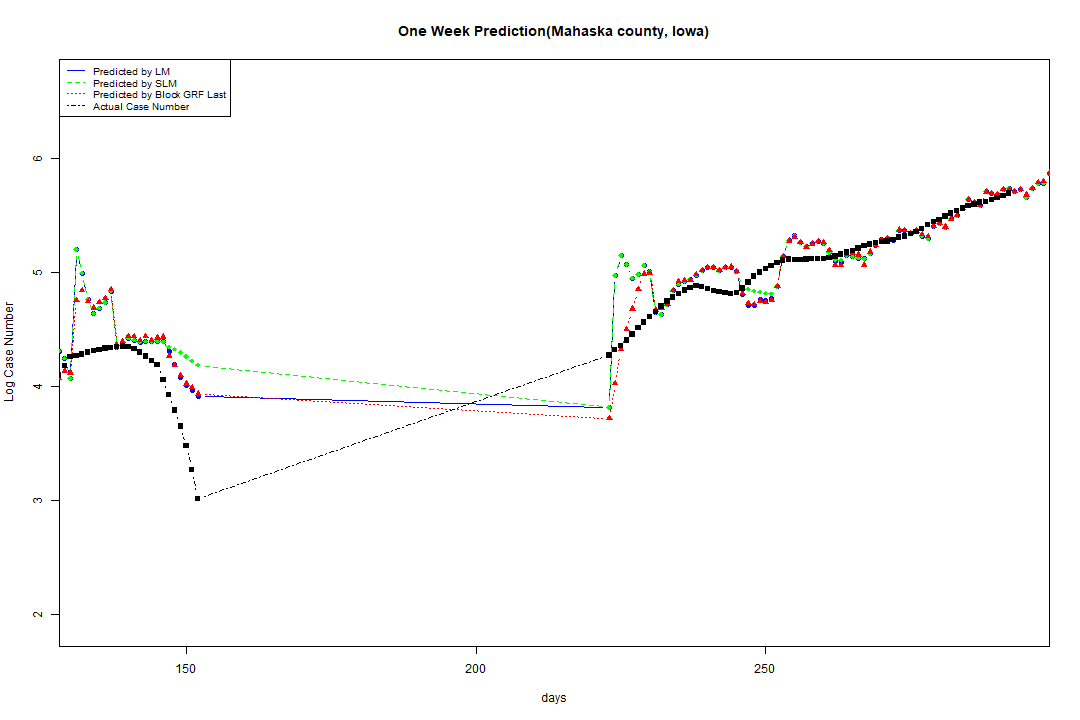 One Week Prediction(Mahaska county, Iowa)
Predicted by LM
Predicted by SLM
Predicted by Block GRF Last
Actual Case Number
6
5
4
3
2
Log Case Number
150 200 250
days